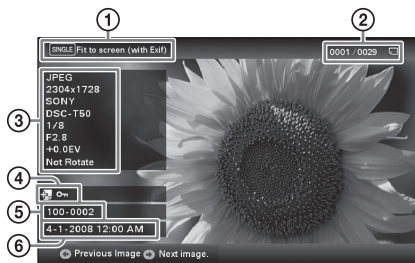 1
2
SINGLE Fit to screen (with Exif)
0001/0029
3
JPEG
2304x1728
SONY
DSC-T50
1/8
F2.8
+0.0EV
Not Rotate
4
5
100-0002
6
4-1-2008 12:00 AM
Previous Image Next image.